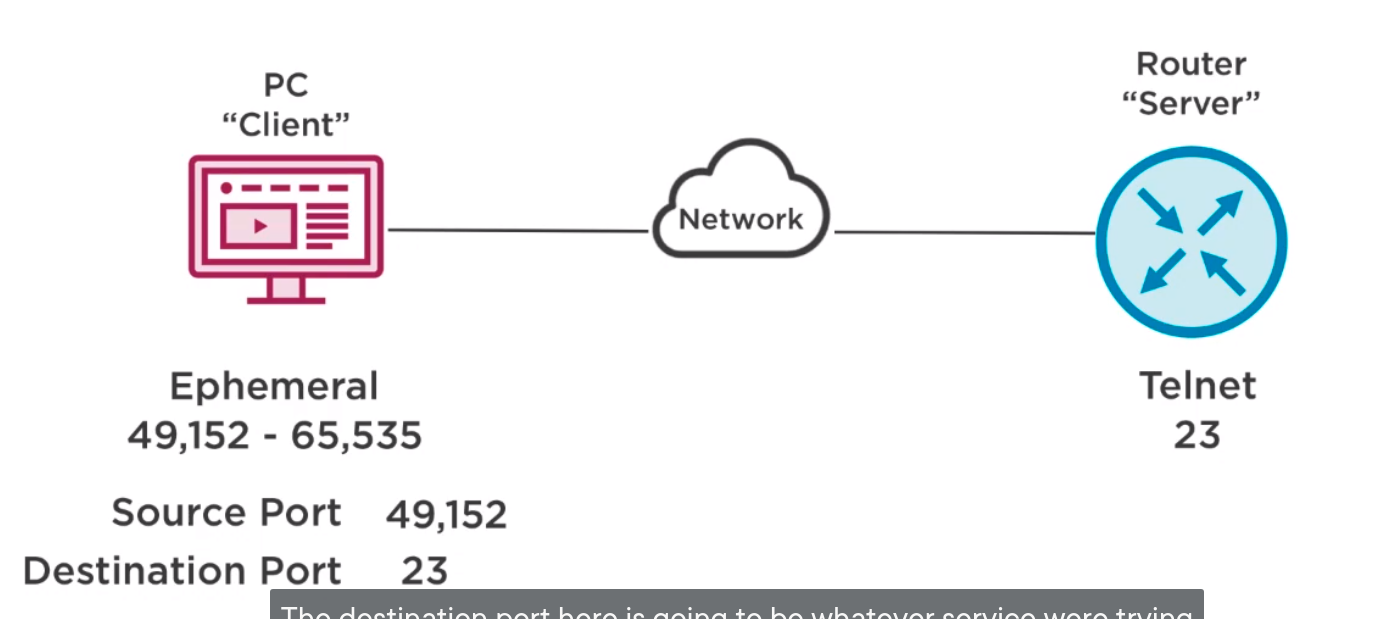 PC
“Client”
Router
“Server”
Network
Ephemeral
49,152 - 65,535
Telnet
23
Source Port 49,152
Destination Port 23
The destination port here is going to be whatever service were trying